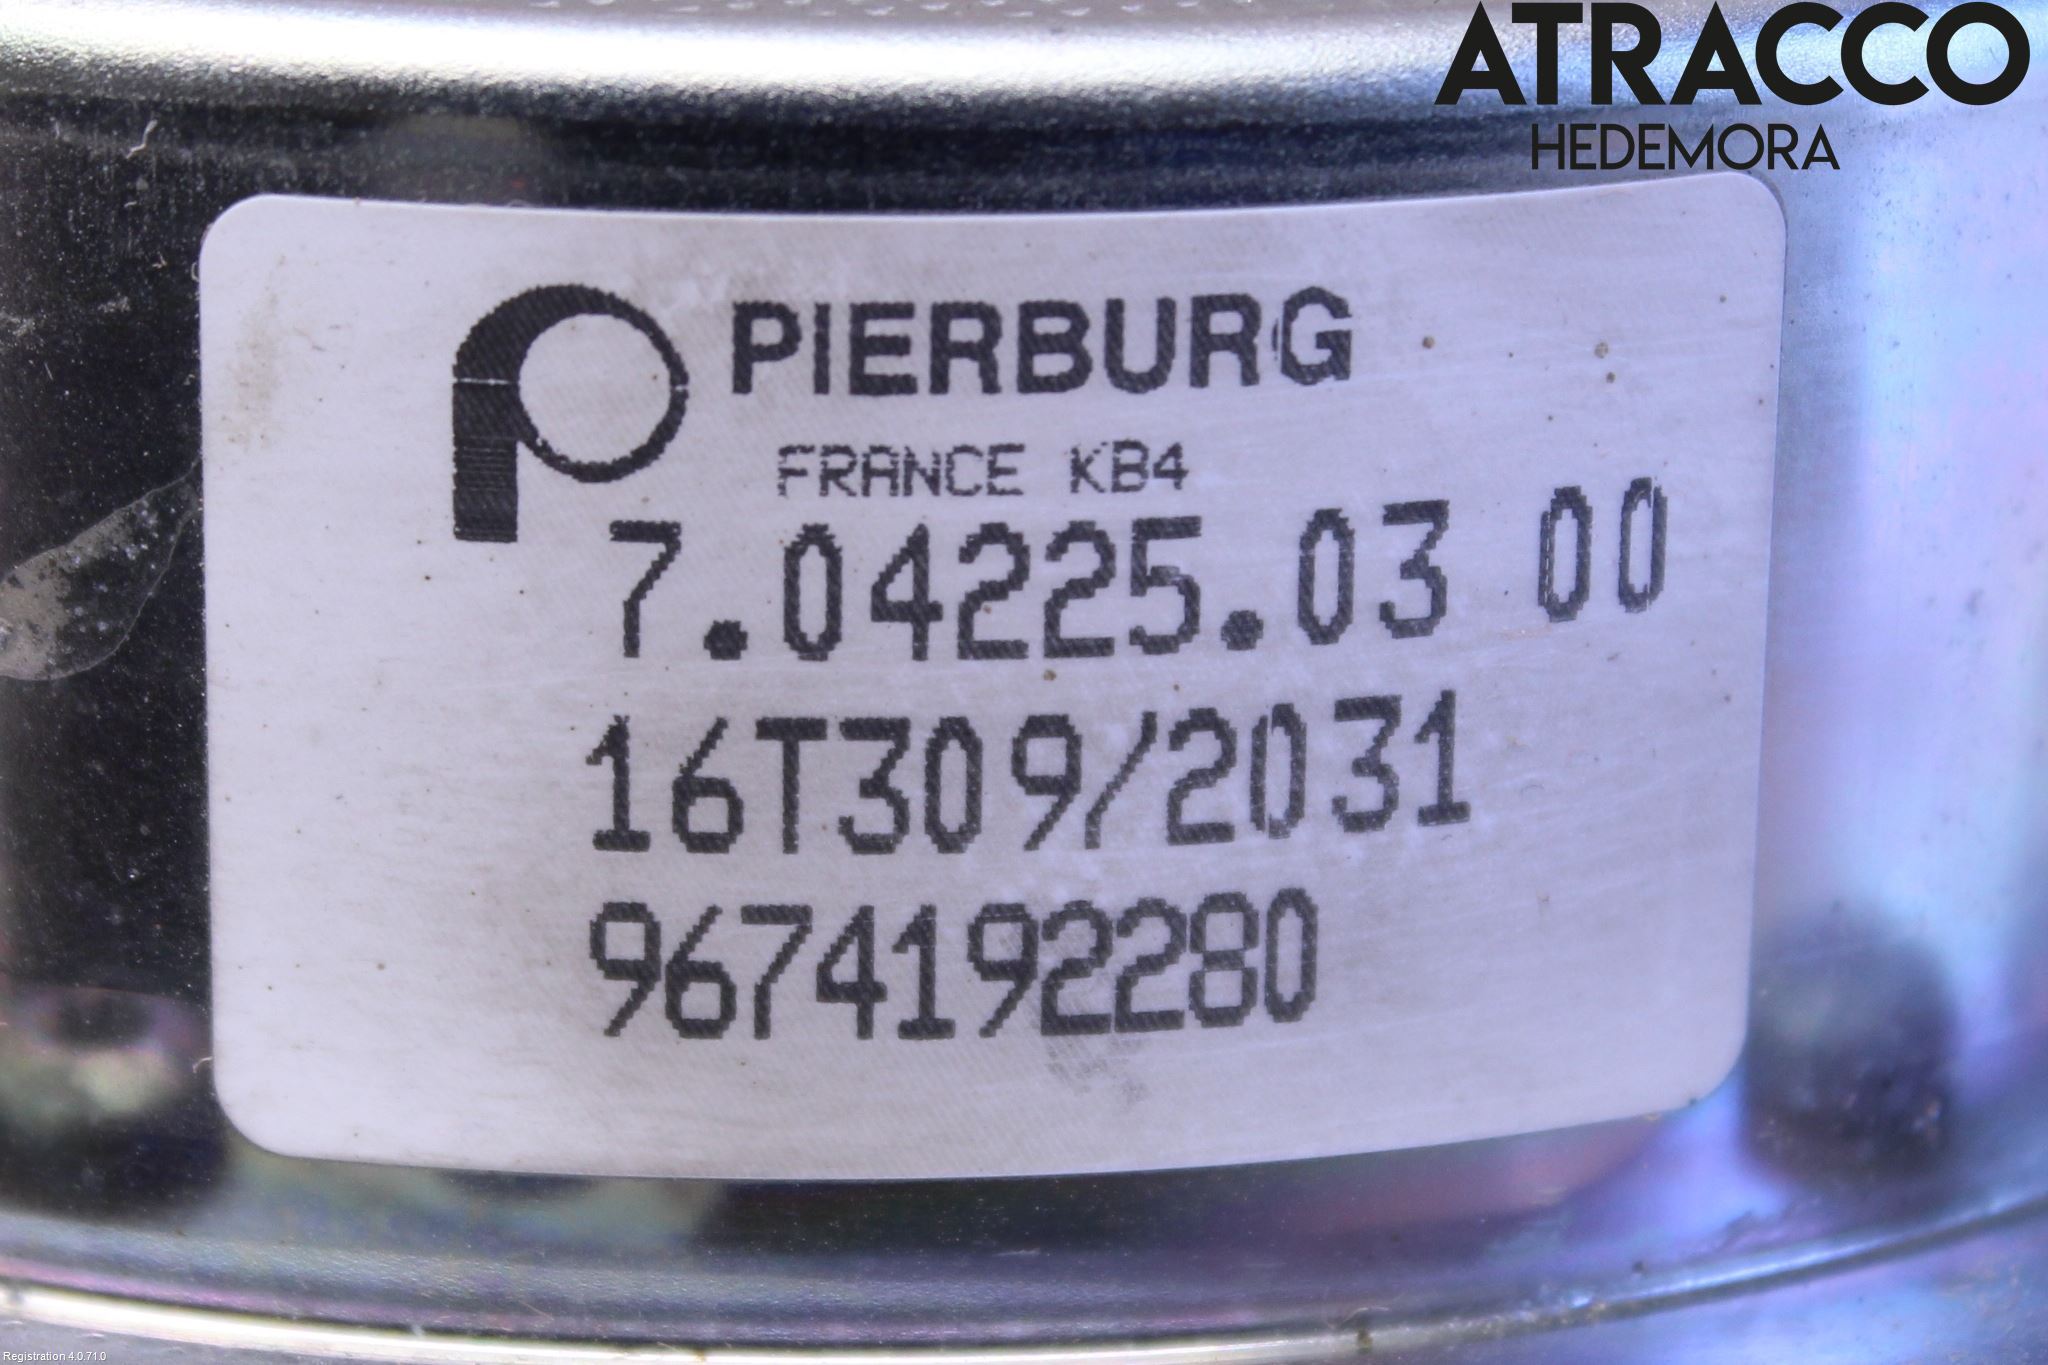 ATRACCO
HEDEMORA
PIERBURG
FRANCE KB4
7.04225.03 00
16T309/2031
9674192280
Registration 4.0.71.0